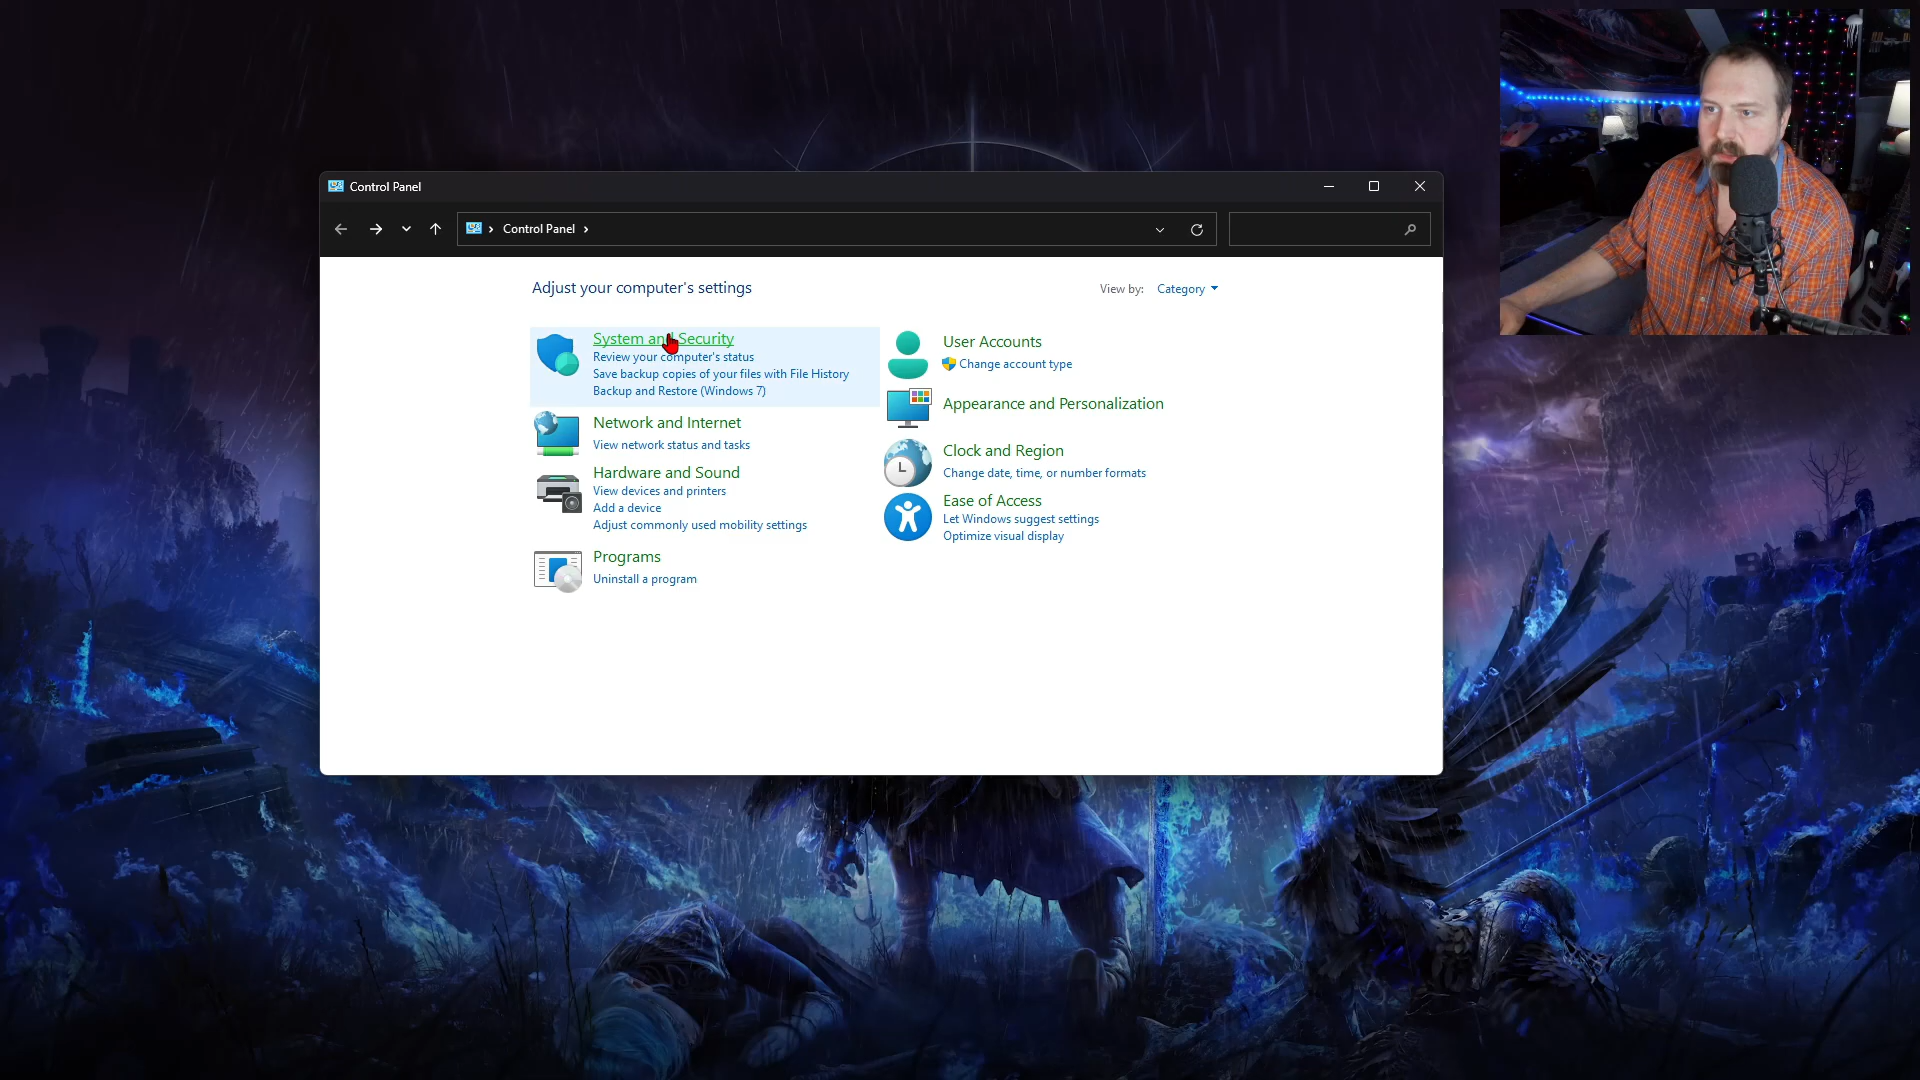 Control Panel
Control Panel
Adjust your computer's settings
View by: Category
System and Security
Review your computer's status
Save backup copies of your files with File History
Backup and Restore (Windows 7)
Network and Internet
View network status and tasks
Hardware and Sound
View devices and printers
Add a device
Adjust commonly used mobility settings
Programs
Uninstall a program
User Accounts
Change account type
Appearance and Personalization
Clock and Region
Change date, time, or number formats
Ease of Access
Let Windows suggest settings
Optimize visual display